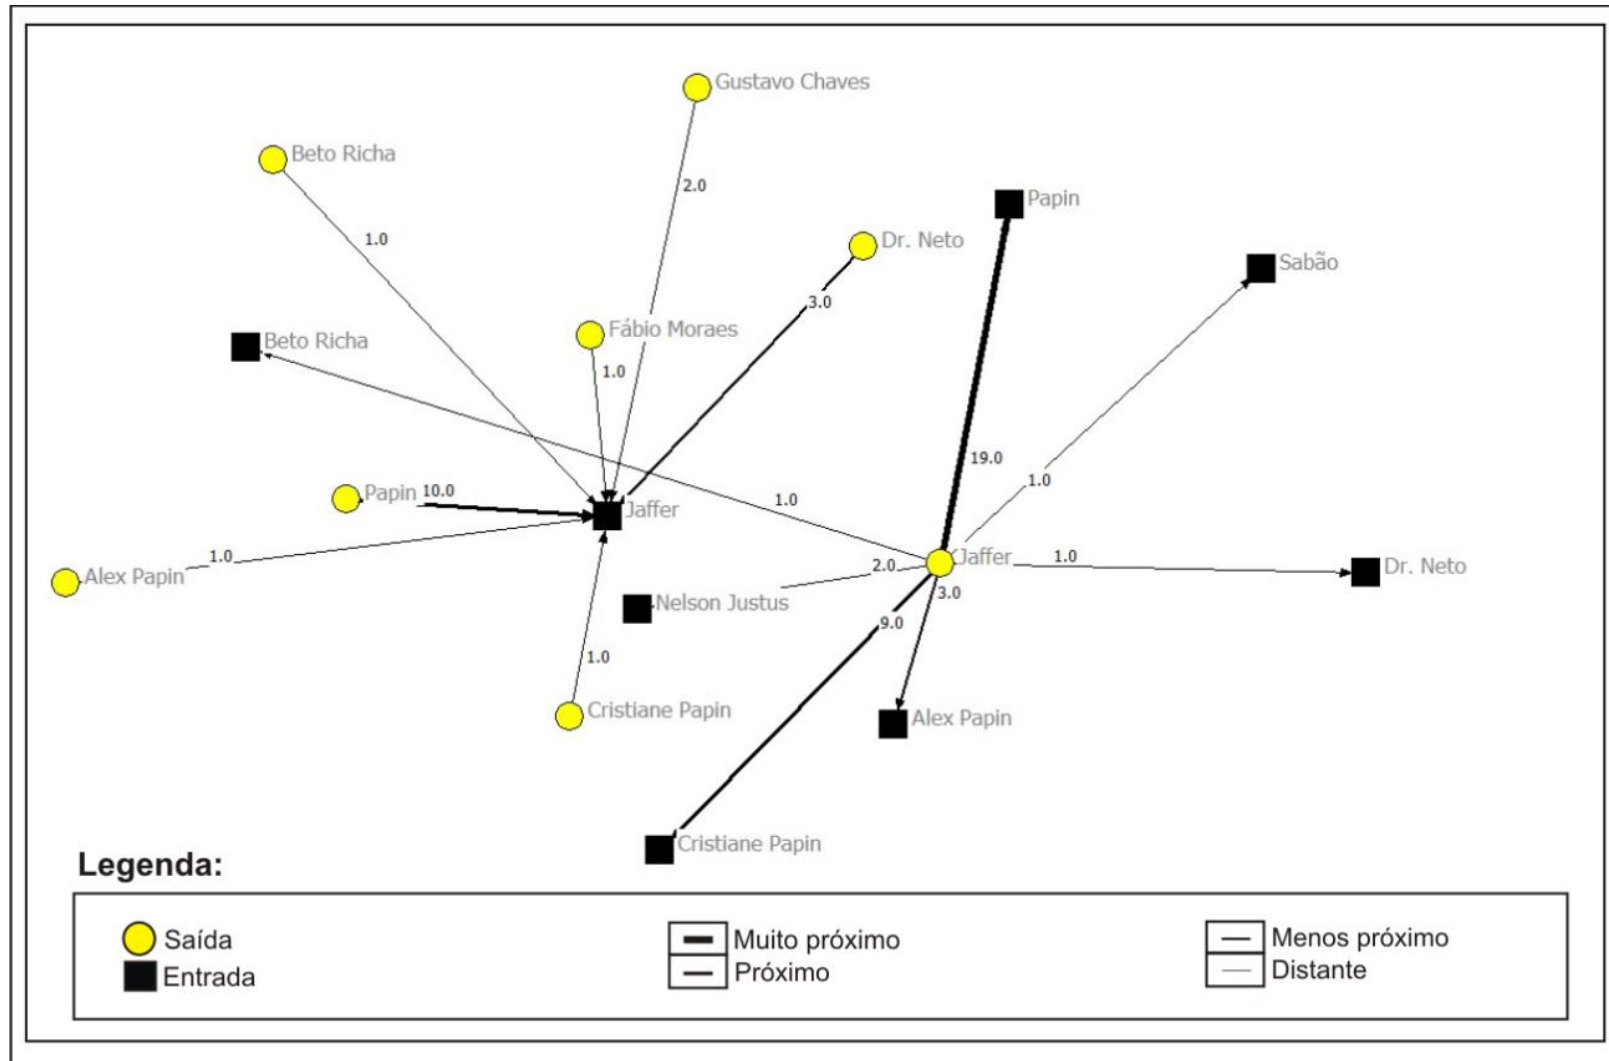 Gustavo Chaves
Beto Richa
2.0
Papin
1.0
Dr. Neto
Sabão
3.0
Fábio Moraes
Beto Richa
1.0
19.0
1.0
Papin
10.0
1.0
Jaffer
1.0
Jaffer
1.0
2.0
Dr. Neto
Alex Papin
3.0
Nelson Justus
9.0
1.0
Cristiane Papin
Alex Papin
Cristiane Papin
Legenda:
Saída
Muito próximo
Menos próximo
Entrada
Próximo
Distante